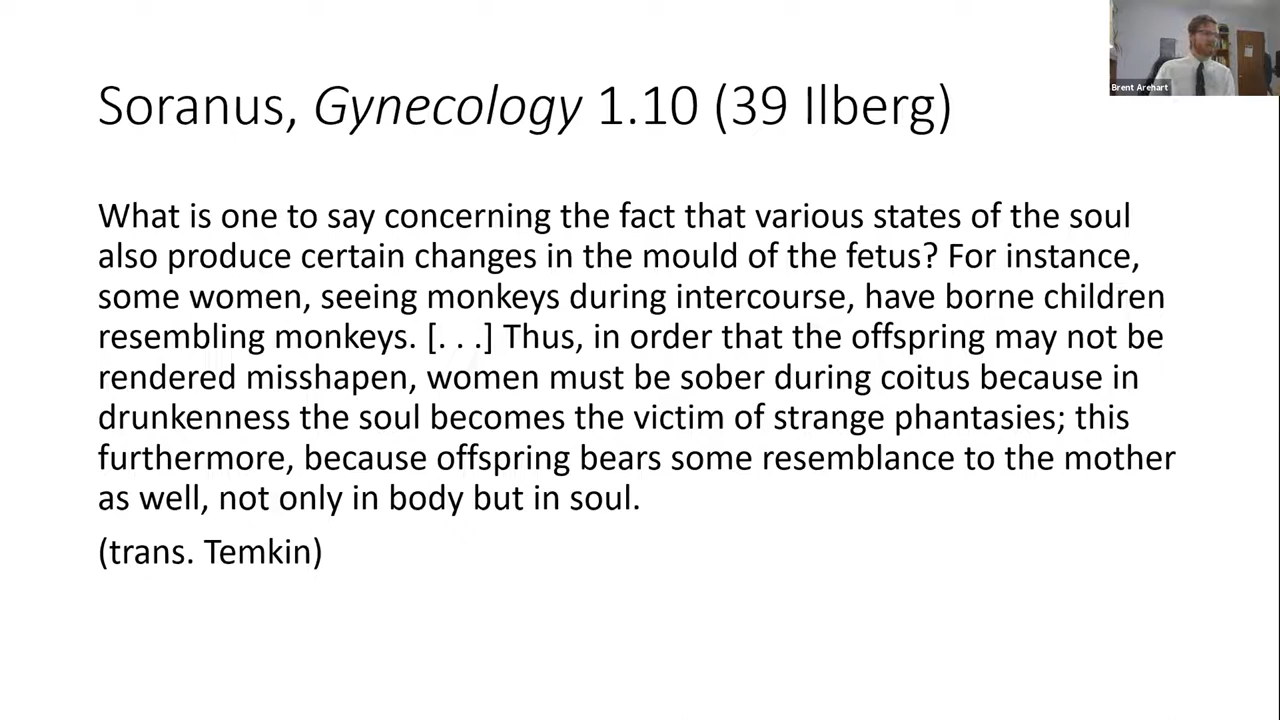 Brent Arehart
Soranus, Gynecology 1.10 (39 Ilberg)
What is one to say concerning the fact that various states of the soul
also produce certain changes in the mould of the fetus? For instance,
some women, seeing monkeys during intercourse, have borne children
resembling monkeys. [. . .] Thus, in order that the offspring may not be
rendered misshapen, women must be sober during coitus because in
drunkenness the soul becomes the victim of strange phantasies; this
furthermore, because offspring bears some resemblance to the mother
as well, not only in body but in soul.
(trans. Temkin)